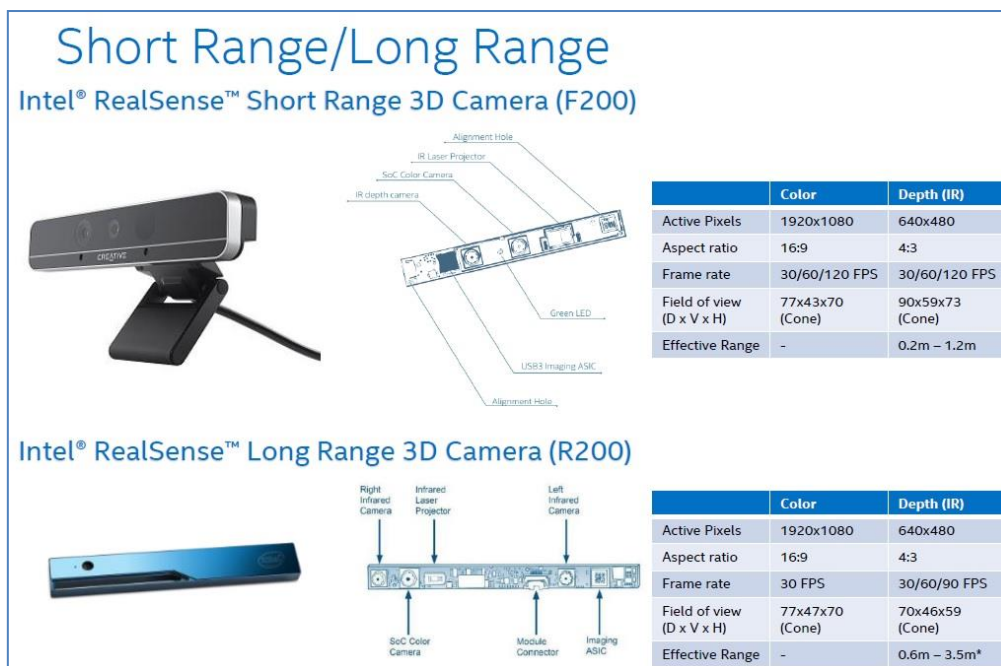 Short Range/Long Range
Intel® RealSense™ Short Range 3D Camera (F200)
Alignment Hole
IR Laser Projector
SoC Color Camera
IR depth camera
CREATIVE
Green LED
USB3 Imaging ASIC
Alignment Hole
Color Depth (IR)
Active Pixels 1920x1080 640x480
Aspect ratio 16:9 4:3
Frame rate 30/60/120 FPS 30/60/120 FPS
Field of view 77x43x70 90x59x73
(D x V x H) (Cone) (Cone)
Effective Range - 0.2m – 1.2m
Intel® RealSense™ Long Range 3D Camera (R200)
Right Infrared Left
Infrared Laser Infrared
Camera Projector Camera
SoC Color Module Imaging
Camera Connector ASIC
Color Depth (IR)
Active Pixels 1920x1080 640x480
Aspect ratio 16:9 4:3
Frame rate 30 FPS 30/60/90 FPS
Field of view 77x47x70 70x46x59
(D x V x H) (Cone) (Cone)
Effective Range - 0.6m – 3.5m*